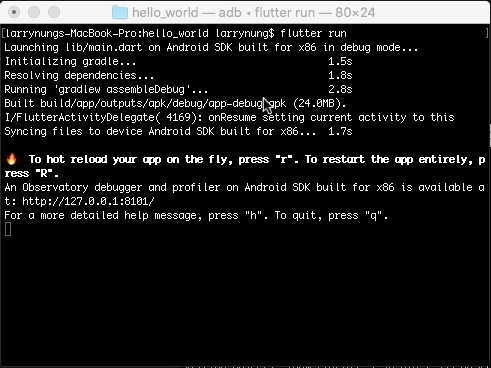 hello_world — adb • flutter run — 80×24
[larrynungs-MacBook-Pro:hello_world larrynung$ flutter run
Launching lib/main.dart on Android SDK built for x86 in debug mode...
Initializing gradle... 1.5s
Resolving dependencies... 1.8s
Running 'gradlew assembleDebug'... 2.8s
Built build/app/outputs/apk/debug/app-debug.apk (24.0MB).
I/FlutterActivityDelegate( 4169): onResume setting current activity to this
Syncing files to device Android SDK built for x86... 1.7s
🔥 To hot reload your app on the fly, press "r". To restart the app entirely, p
ress "R".
An Observatory debugger and profiler on Android SDK built for x86 is available a
t: http://127.0.0.1:8101/
For a more detailed help message, press "h". To quit, press "q".